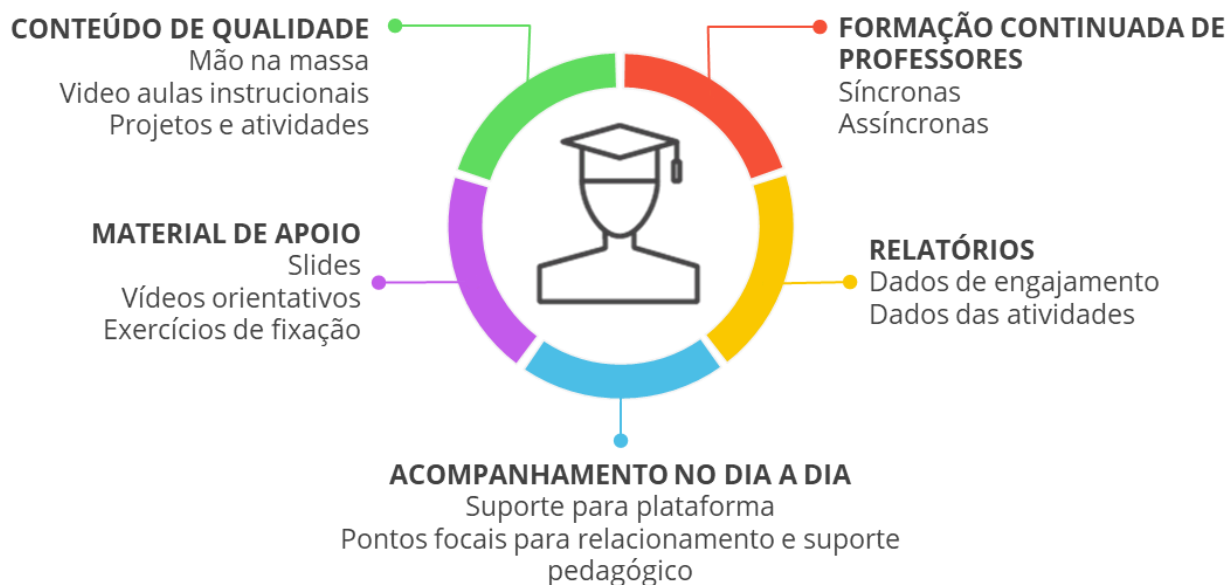 CONTEÚDO DE QUALIDADE
Mão na massa
Video aulas instrucionais
Projetos e atividades
FORMAÇÃO CONTINUADA DE
PROFESSORES
Síncronas
Assíncronas
MATERIAL DE APOIO
Slides
Vídeos orientativos
Exercícios de fixação
RELATÓRIOS
Dados de engajamento
Dados das atividades
ACOMPANHAMENTO NO DIA A DIA
Suporte para plataforma
Pontos focais para relacionamento e suporte
pedagógico